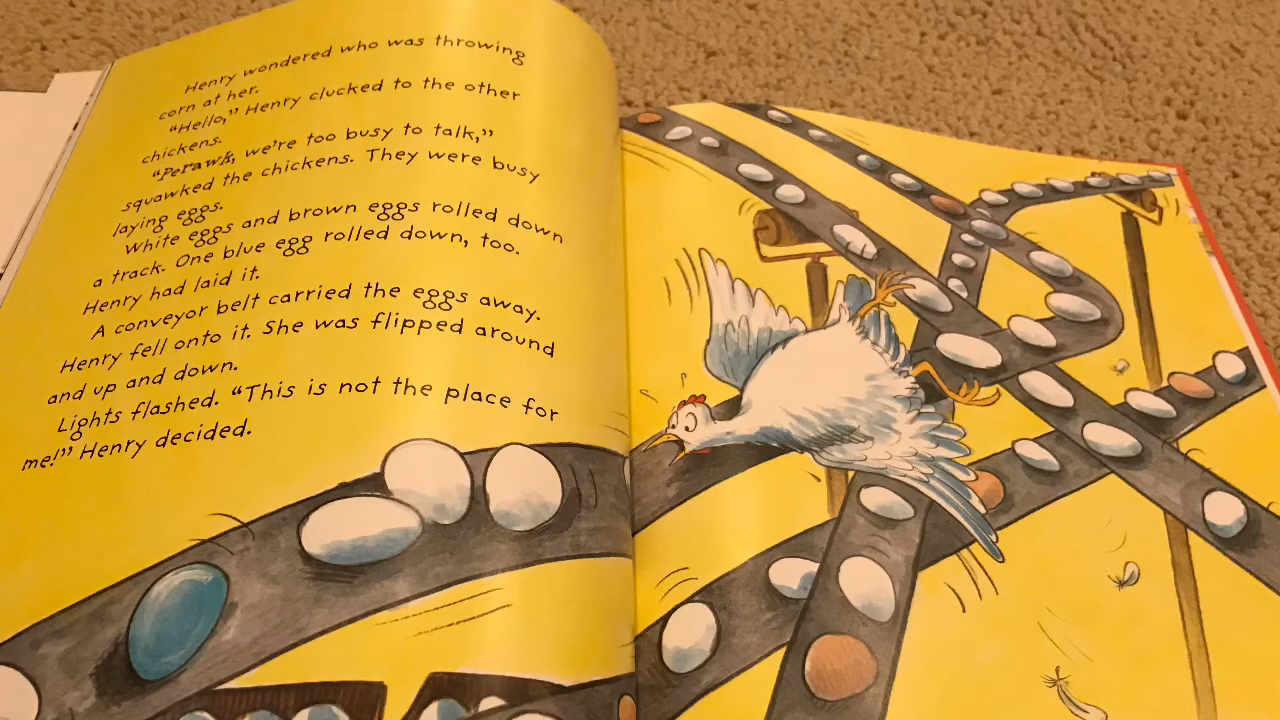 Henry wondered who was throwing
corn at her.
“Hello,” Henry clucked to the other
chickens.
“Perawk, we’re too busy to talk,”
squawked the chickens. They were busy
laying eggs.
White eggs and brown eggs rolled down
a track. One blue egg rolled down, too.
Henry had laid it.
A conveyor belt carried the eggs away.
Henry fell onto it. She was flipped around
and up and down.
Lights flashed. “This is not the place for
me!” Henry decided.